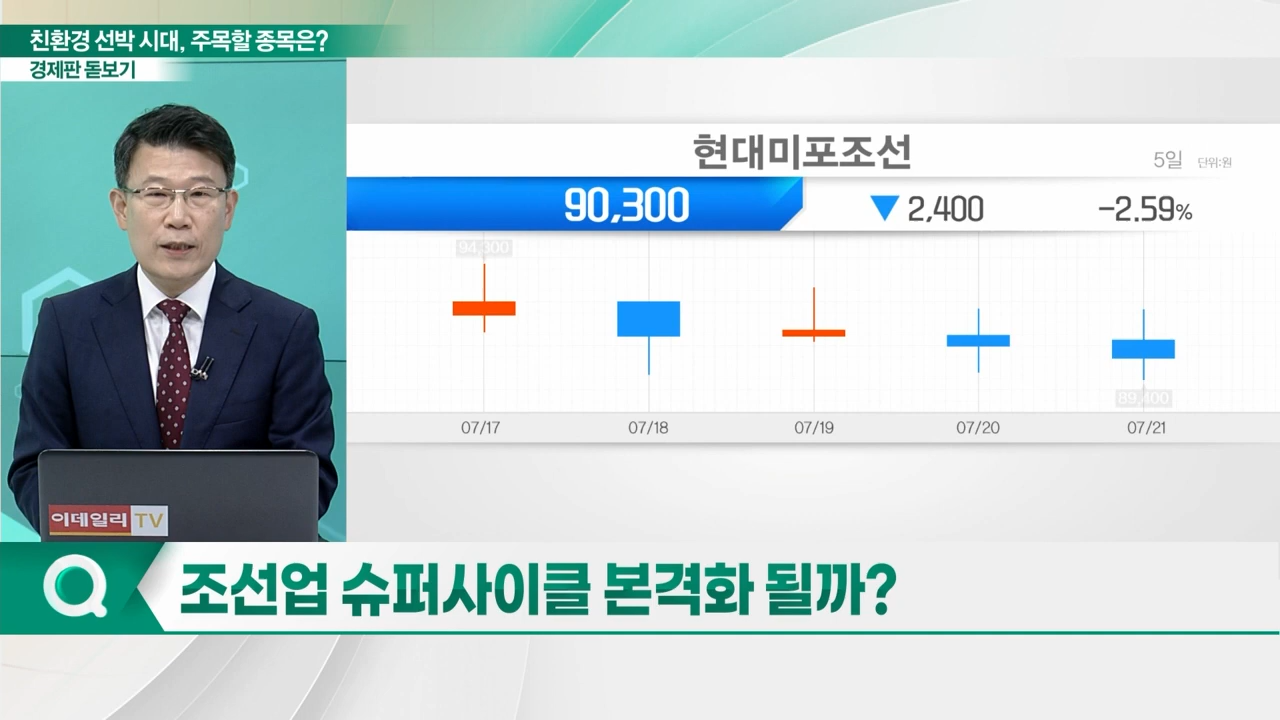 친환경 선박 시대, 주목할 종목은?
경제판 돋보기
현대미포조선
5일 단위:원
90,300 ▼ 2,400 -2.59%
94,300
89,400
07/17 07/18 07/19 07/20 07/21
이데일리 TV
조선업 슈퍼사이클 본격화 될까?